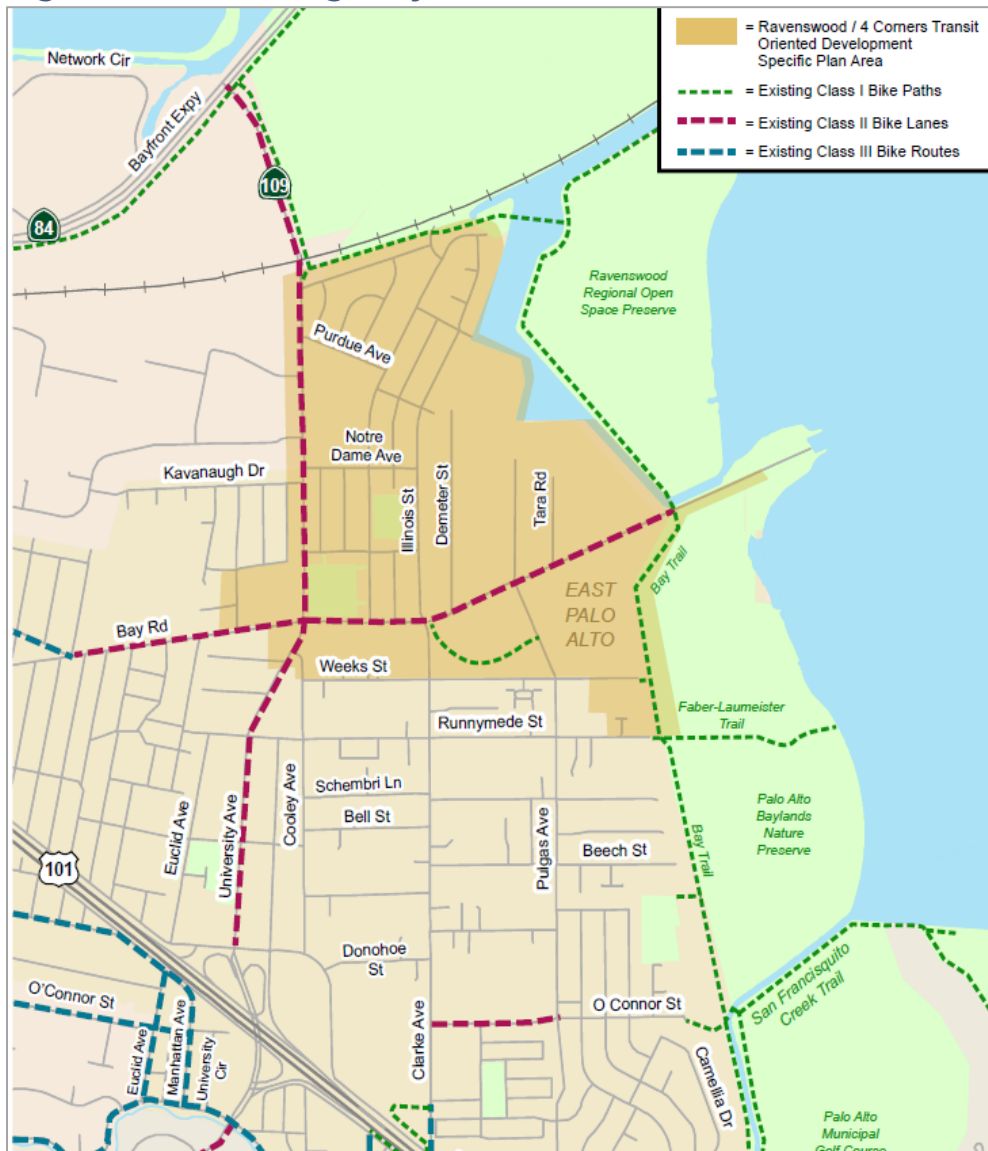 Network Cir
Bayfront Expy
84
109
= Ravenswood / 4 Corners Transit
Oriented Development
Specific Plan Area
= Existing Class I Bike Paths
= Existing Class II Bike Lanes
= Existing Class III Bike Routes
Ravenswood
Regional Open
Space Preserve
Purdue Ave
Notre
Dame Ave
Kavanaugh Dr
Illinois St
Demeter St
Tara Rd
Bay Trail
EAST
PALO
ALTO
Bay Rd
Weeks St
Runnymede St
Faber-Laumeister
Trail
Schembri Ln
Bell St
Cooley Ave
Euclid Ave
University Ave
Pulgas Ave
Beech St
Bay Trail
Palo Alto
Baylands
Nature
Preserve
101
Donohoe
St
San Francisquito
Creek Trail
O'Connor St
O Connor St
Euclid Ave
Manhattan Ave
University
Cir
Clarke Ave
Camellia Dr
Palo Alto
Municipal
Golf Course